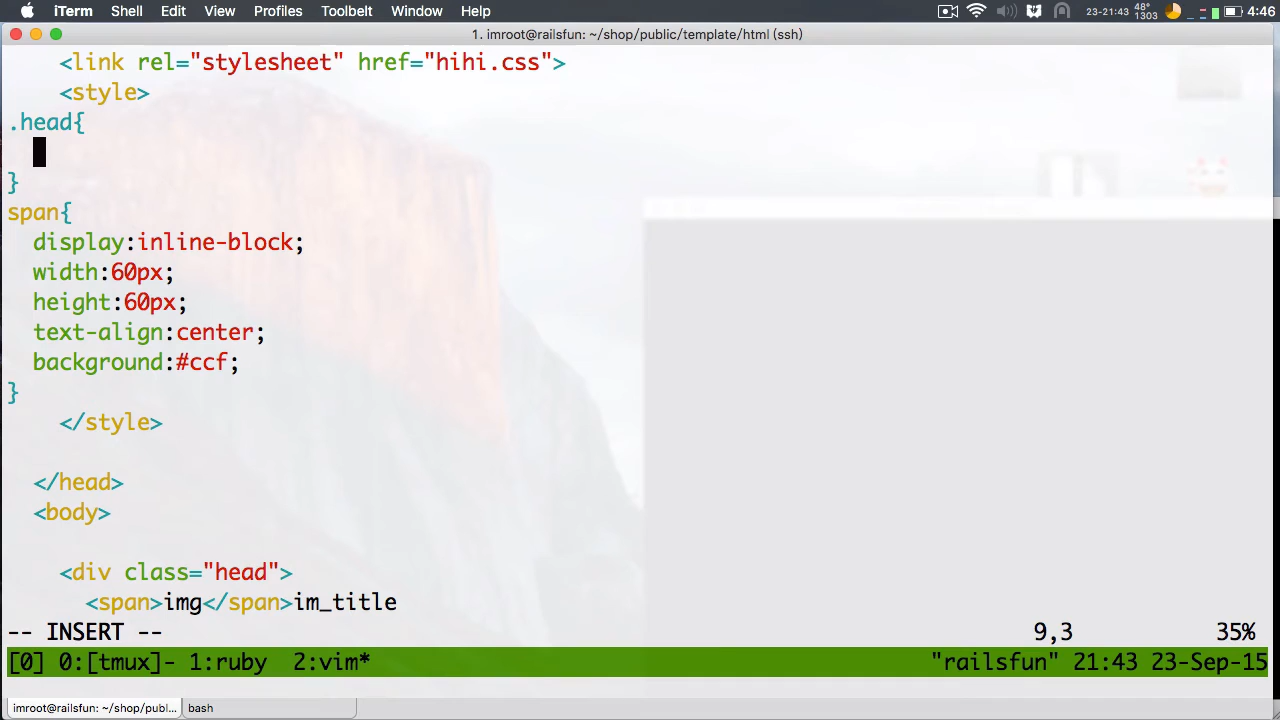 iTerm Shell Edit View Profiles Toolbelt Window Help 23-21:43 48° 1303 4:46
1. imroot@railsfun: ~/shop/public/template/html (ssh)
<link rel="stylesheet" href="hihi.css">
<style>
.head{
}
span{
display:inline-block;
width:60px;
height:60px;
text-align:center;
background:#ccf;
}
</style>
</head>
<body>
<div class="head">
<span>img</span>im_title
-- INSERT -- 9,3 35%
[0] 0:[tmux]- 1:ruby 2:vim* "railsfun" 21:43 23-Sep-15
imroot@railsfun: ~/shop/publ... bash